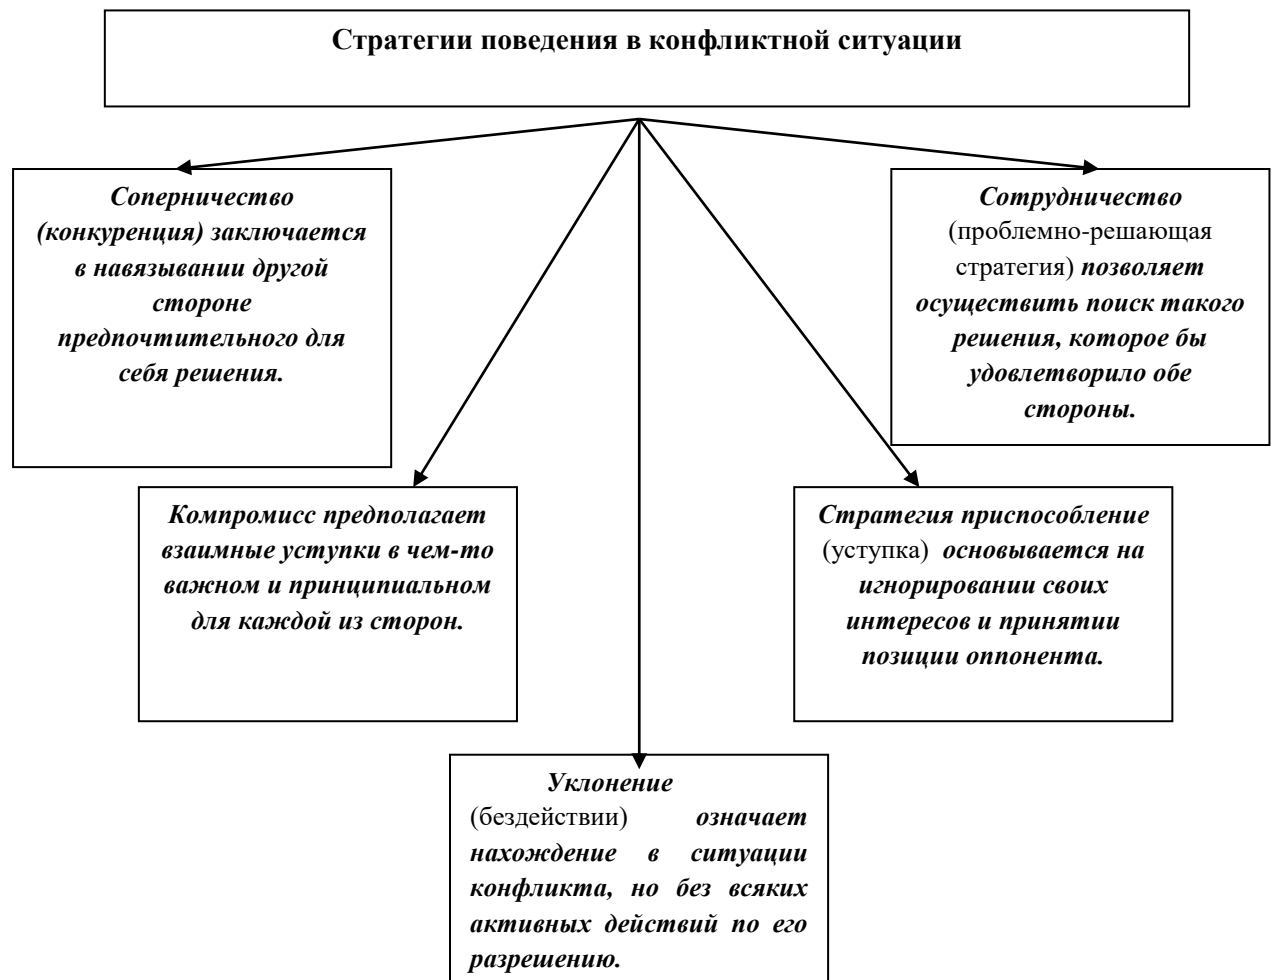 Стратегии поведения в конфликтной ситуации
Соперничество
(конкуренция) заключается
в навязывании другой
стороне
предпочтительного для
себя решения.
Сотрудничество
(проблемно-решающая
стратегия) позволяет
осуществить поиск такого
решения, которое бы
удовлетворило обе
стороны.
Компромисс предполагает
взаимные уступки в чем-то
важном и принципиальном
для каждой из сторон.
Стратегия приспособление
(уступка) основывается на
игнорировании своих
интересов и принятии
позиции оппонента.
Уклонение
(бездействии) означает
нахождение в ситуации
конфликта, но без всяких
активных действий по его
разрешению.